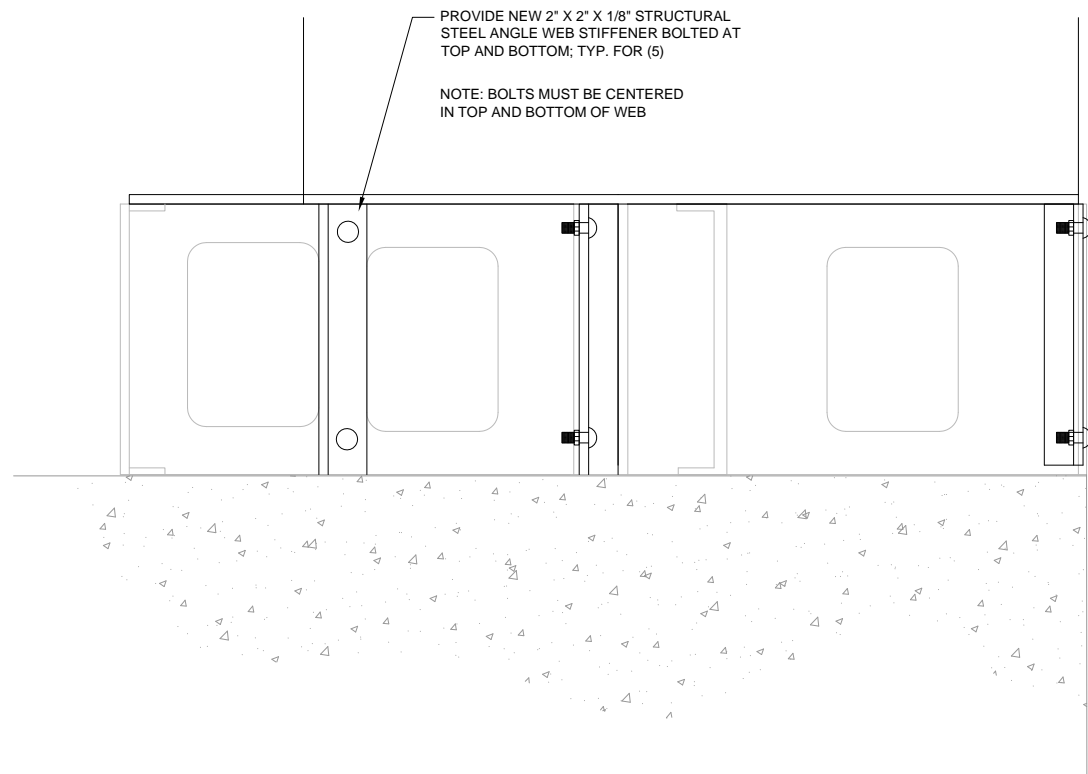 PROVIDE NEW 2" X 2" X 1/8" STRUCTURAL
STEEL ANGLE WEB STIFFENER BOLTED AT
TOP AND BOTTOM; TYP. FOR (5)
NOTE: BOLTS MUST BE CENTERED
IN TOP AND BOTTOM OF WEB